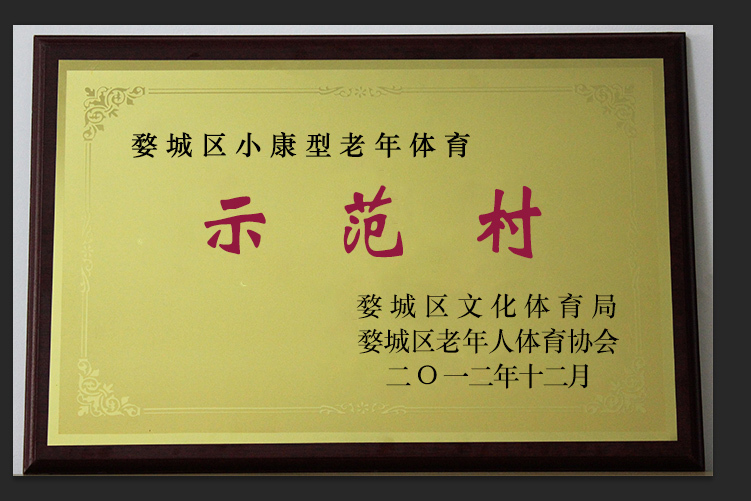 婺城区小康型老年体育
示范村
婺城区文化体育局
婺城区老年人体育协会
二〇一二年十二月